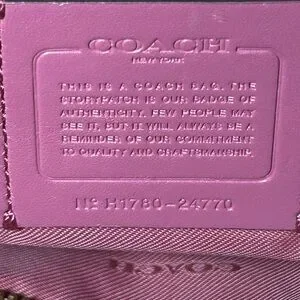 COACH
NEW YORK
THIS IS A COACH BAG. THE
STORYPATCH IS OUR BADGE OF
AUTHENTICITY. FEW PEOPLE MAY
SEE IT, BUT IT WILL ALWAYS BE A
REMINDER OF OUR COMMITMENT
TO QUALITY AND CRAFTSMANSHIP.
Nº H1780-24770
COACH